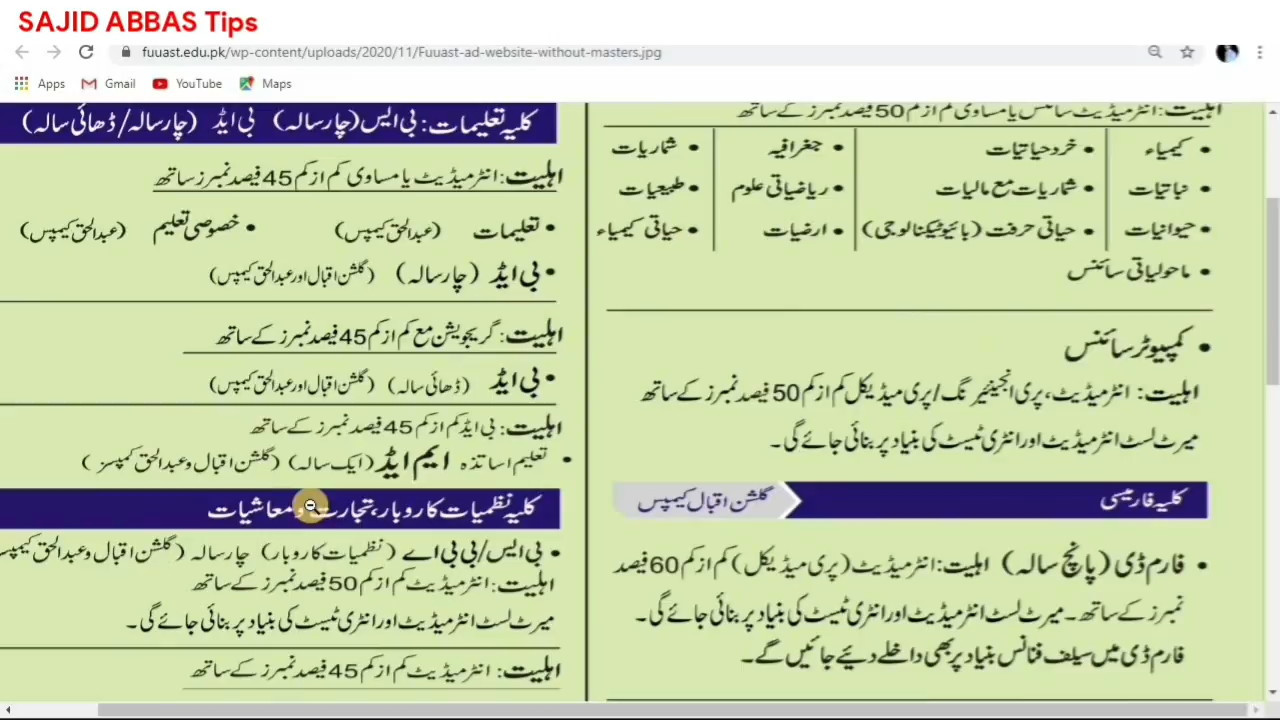 SAJID ABBAS Tips
fuuast.edu.pk/wp-content/uploads/2020/11/Fuuast-ad-website-without-masters.jpg
Apps Gmail YouTube Maps
اہلیت: انٹرمیڈیٹ سائنس یا مساوی کم از کم 50 فیصد نمبرز کے ساتھ
• کیمیاء • خردحیاتیات • جغرافیہ • شماریات
• نباتیات • شماریات مع مالیات • ریاضیاتی علوم • طبیعیات
• حیوانیات • حیاتی حرفت (بائیوٹیکنالوجی) • ارضیات • حیاتی کیمیاء
• ماحولیاتی سائنس
• کمپیوٹر سائنس
اہلیت: انٹرمیڈیٹ، پری انجینئیرنگ/پری میڈیکل کم از کم 50 فیصد نمبرز کے ساتھ
میرٹ لسٹ انٹرمیڈیٹ اور انٹری ٹیسٹ کی بنیاد پر بنائی جائے گی۔
کلیہ فارمیسی گلشن اقبال کیمپس
• فارم ڈی (پانچ سالہ) اہلیت: انٹرمیڈیٹ (پری میڈیکل) کم از کم 60 فیصد
نمبرز کے ساتھ۔ میرٹ لسٹ انٹرمیڈیٹ اور انٹری ٹیسٹ کی بنیاد پر بنائی جائے گی۔
فارم ڈی میں سیلف فنانس بنیاد پر بھی داخلے دیئے جائیں گے۔
کلیہ تعلیمات: بی ایس (چار سالہ) بی ایڈ (چار سالہ/ڈھائی سالہ)
اہلیت: انٹرمیڈیٹ یا مساوی کم از کم 45 فیصد نمبرز ساتھ
• تعلیمات (عبدالحق کیمپس) • خصوصی تعلیم (عبدالحق کیمپس)
• بی ایڈ (چار سالہ) (گلشن اقبال اور عبدالحق کیمپس)
اہلیت: گریجویشن مع کم از کم 45 فیصد نمبرز کے ساتھ
• بی ایڈ (ڈھائی سالہ) (گلشن اقبال اور عبدالحق کیمپس)
اہلیت: بی ایڈ کم از کم 45 فیصد نمبرز کے ساتھ
• تعلیم اساتذہ ایم ایڈ (ایک سالہ) (گلشن اقبال و عبدالحق کیمپسز)
کلیہ نظمیات کاروبار، تجارت و معاشیات
• بی ایس/بی بی اے (نظمیات کاروبار) چار سالہ (گلشن اقبال و عبدالحق کیمپس
اہلیت: انٹرمیڈیٹ کم از کم 50 فیصد نمبرز کے ساتھ
میرٹ لسٹ انٹرمیڈیٹ اور انٹری ٹیسٹ کی بنیاد پر بنائی جائے گی۔
اہلیت: انٹرمیڈیٹ کم از کم 45 فیصد نمبرز کے ساتھ